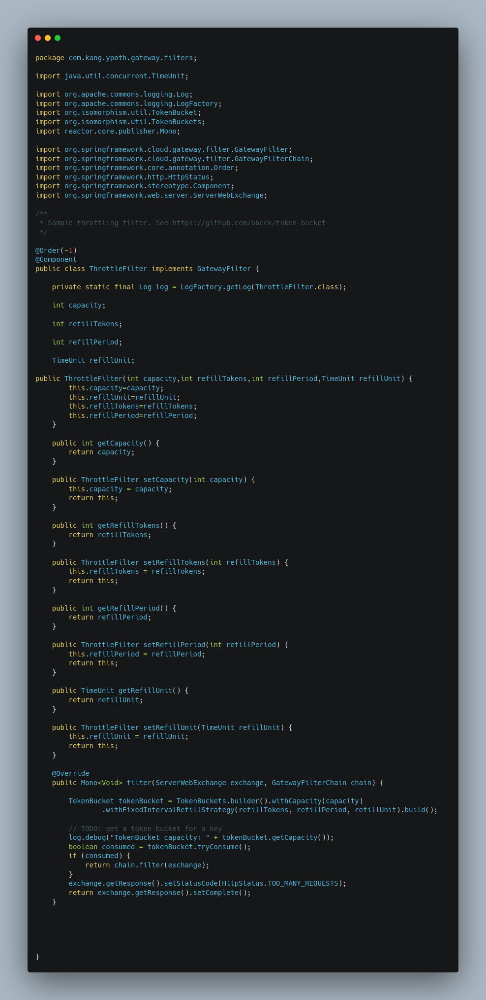 package com.kang.ypoth.gateway.filters;

import java.util.concurrent.TimeUnit;

import org.apache.commons.logging.Log;
import org.apache.commons.logging.LogFactory;
import org.isomorphism.util.TokenBucket;
import org.isomorphism.util.TokenBuckets;
import reactor.core.publisher.Mono;

import org.springframework.cloud.gateway.filter.GatewayFilter;
import org.springframework.cloud.gateway.filter.GatewayFilterChain;
import org.springframework.core.annotation.Order;
import org.springframework.http.HttpStatus;
import org.springframework.stereotype.Component;
import org.springframework.web.server.ServerWebExchange;

/**
 * Sample throttling filter. See https://github.com/bbeck/token-bucket
 */

@Order(-1)
@Component
public class ThrottleFilter implements GatewayFilter {

    private static final Log log = LogFactory.getLog(ThrottleFilter.class);

    int capacity;

    int refillTokens;

    int refillPeriod;

    TimeUnit refillUnit;

public ThrottleFilter(int capacity,int refillTokens,int refillPeriod,TimeUnit refillUnit) {
        this.capacity=capacity;
        this.refillUnit=refillUnit;
        this.refillTokens=refillTokens;
        this.refillPeriod=refillPeriod;
    }

    public int getCapacity() {
        return capacity;
    }

    public ThrottleFilter setCapacity(int capacity) {
        this.capacity = capacity;
        return this;
    }

    public int getRefillTokens() {
        return refillTokens;
    }

    public ThrottleFilter setRefillTokens(int refillTokens) {
        this.refillTokens = refillTokens;
        return this;
    }

    public int getRefillPeriod() {
        return refillPeriod;
    }

    public ThrottleFilter setRefillPeriod(int refillPeriod) {
        this.refillPeriod = refillPeriod;
        return this;
    }

    public TimeUnit getRefillUnit() {
        return refillUnit;
    }

    public ThrottleFilter setRefillUnit(TimeUnit refillUnit) {
        this.refillUnit = refillUnit;
        return this;
    }

    @Override
    public Mono<Void> filter(ServerWebExchange exchange, GatewayFilterChain chain) {

        TokenBucket tokenBucket = TokenBuckets.builder().withCapacity(capacity)
                .withFixedIntervalRefillStrategy(refillTokens, refillPeriod, refillUnit).build();

        // TODO: get a token bucket for a key
        log.debug("TokenBucket capacity: " + tokenBucket.getCapacity());
        boolean consumed = tokenBucket.tryConsume();
        if (consumed) {
            return chain.filter(exchange);
        }
        exchange.getResponse().setStatusCode(HttpStatus.TOO_MANY_REQUESTS);
        return exchange.getResponse().setComplete();
    }

}